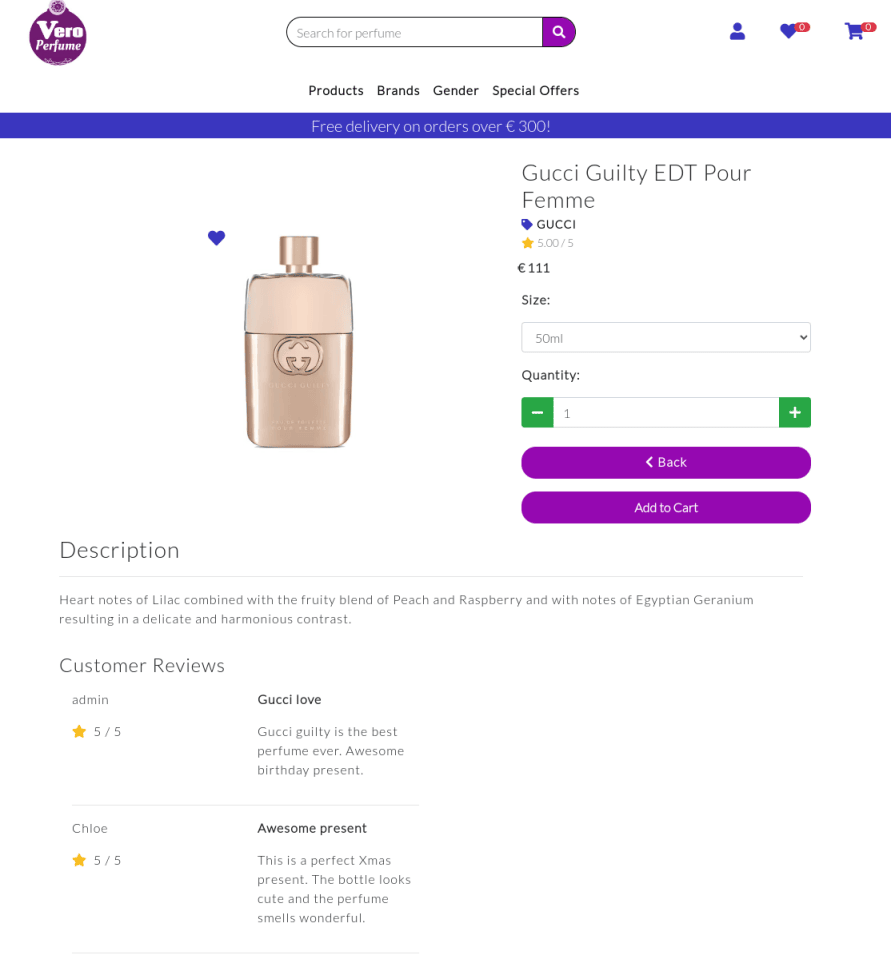 Vero
Perfume
Search for perfume
0
0
Products Brands Gender Special Offers
Free delivery on orders over € 300!
Gucci Guilty EDT Pour
Femme
GUCCI
5.00 / 5
€ 111
Size:
50ml
Quantity:
1
Back
Add to Cart
GUCCI GUILTY
Description
Heart notes of Lilac combined with the fruity blend of Peach and Raspberry and with notes of Egyptian Geranium
resulting in a delicate and harmonious contrast.
Customer Reviews
admin
5 / 5
Gucci love
Gucci guilty is the best
perfume ever. Awesome
birthday present.
Chloe
5 / 5
Awesome present
This is a perfect Xmas
present. The bottle looks
cute and the perfume
smells wonderful.